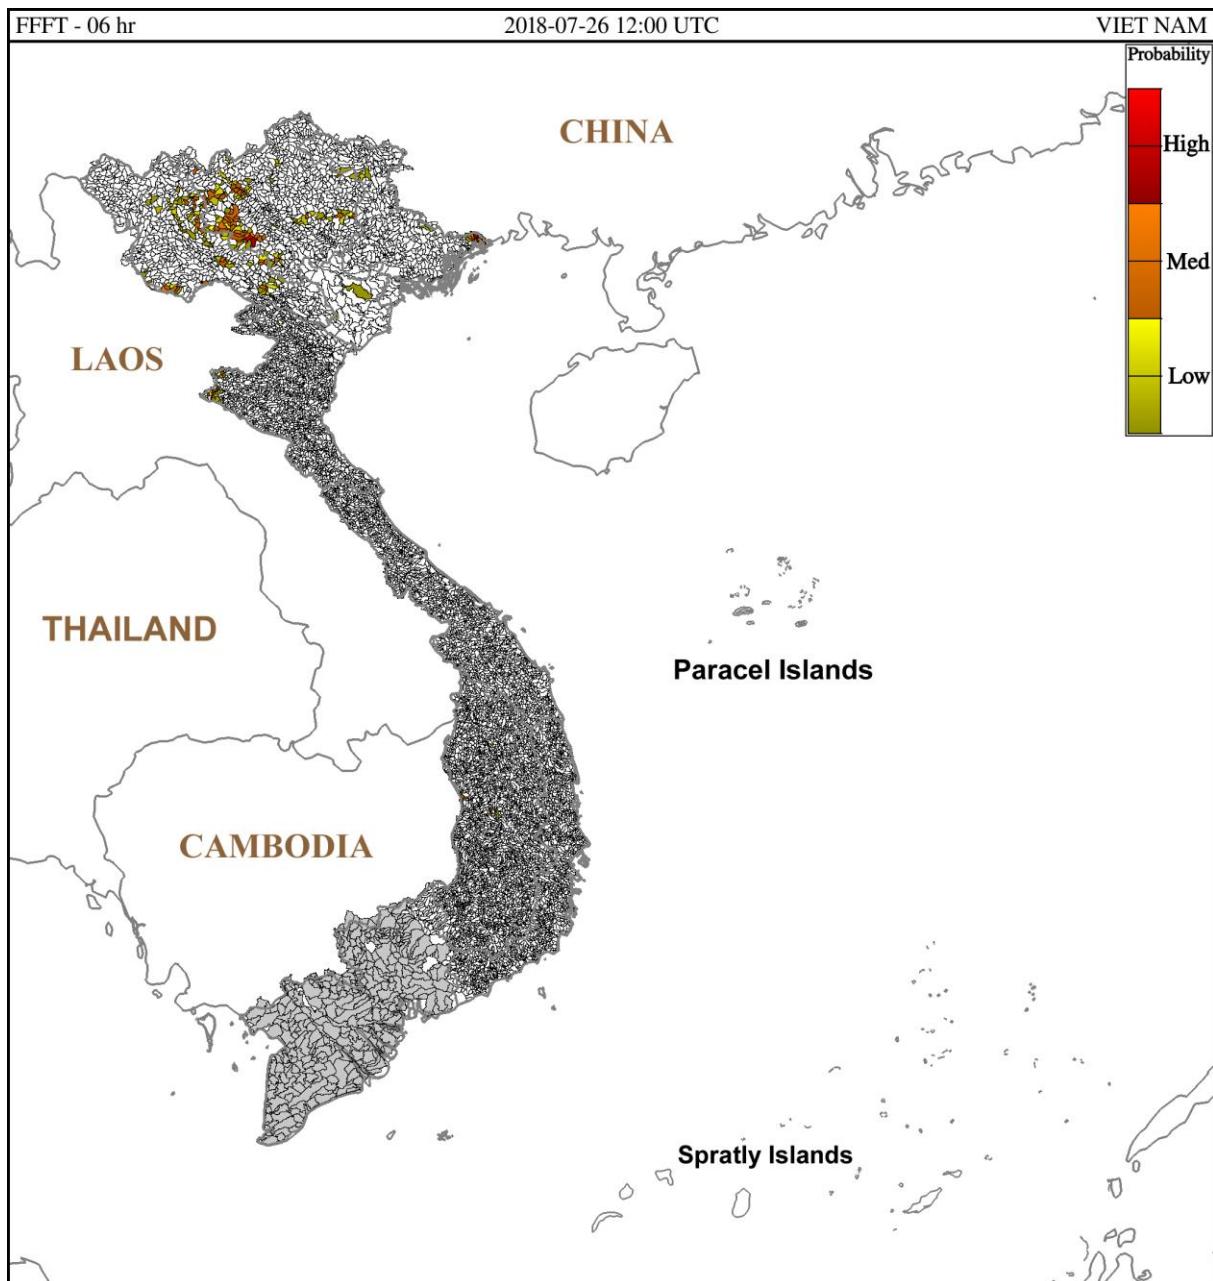 FFFT - 06 hr
2018-07-26 12:00 UTC
VIET NAM
Probability
CHINA
High
Med
LAOS
Low
THAILAND
Paracel Islands
CAMBODIA
Spratly Islands